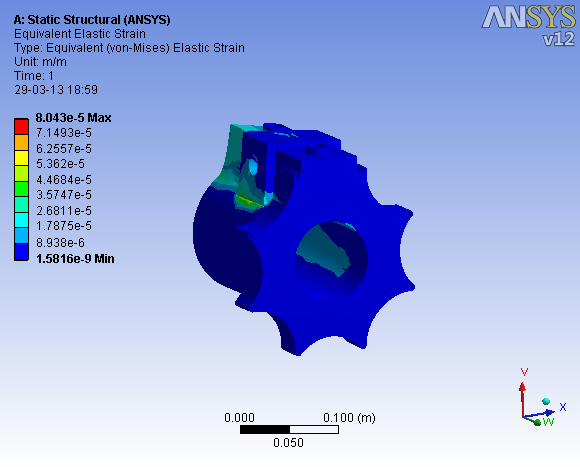 A: Static Structural (ANSYS)
Equivalent Elastic Strain
Type: Equivalent (von-Mises) Elastic Strain
Unit: m/m
Time: 1
29-03-13 18:59
ANSYS
v12
8.043e-5 Max
7.1493e-5
6.2557e-5
5.362e-5
4.4684e-5
3.5747e-5
2.6811e-5
1.7875e-5
8.938e-6
1.5816e-9 Min
0.000 0.100 (m)
0.050
Y
X
W